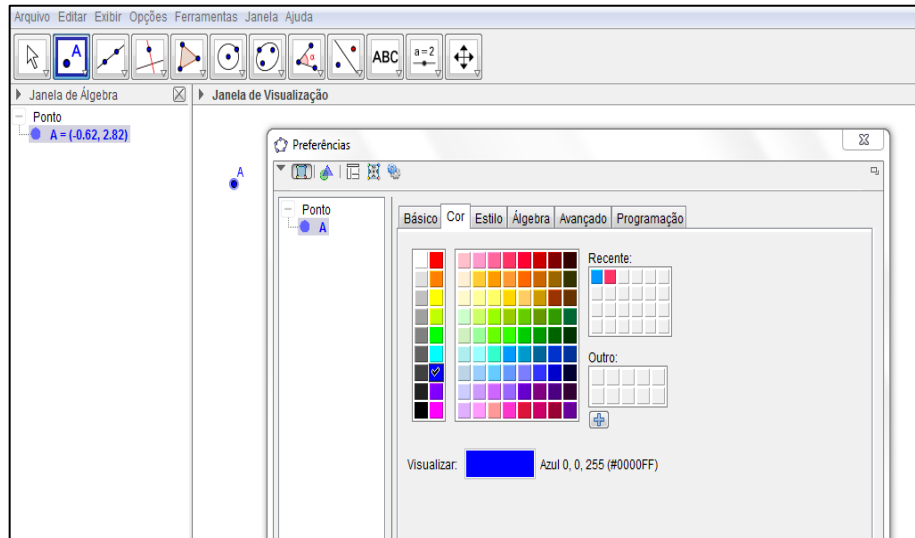 Arquivo Editar Exibir Opções Ferramentas Janela Ajuda
A
α
ABC
a = 2
Janela de Álgebra
Janela de Visualização
Ponto
A = (-0.62, 2.82)
A
Preferências
Ponto
A
Básico Cor Estilo Álgebra Avançado Programação
Recente:
Outro:
Visualizar: Azul 0, 0, 255 (#0000FF)